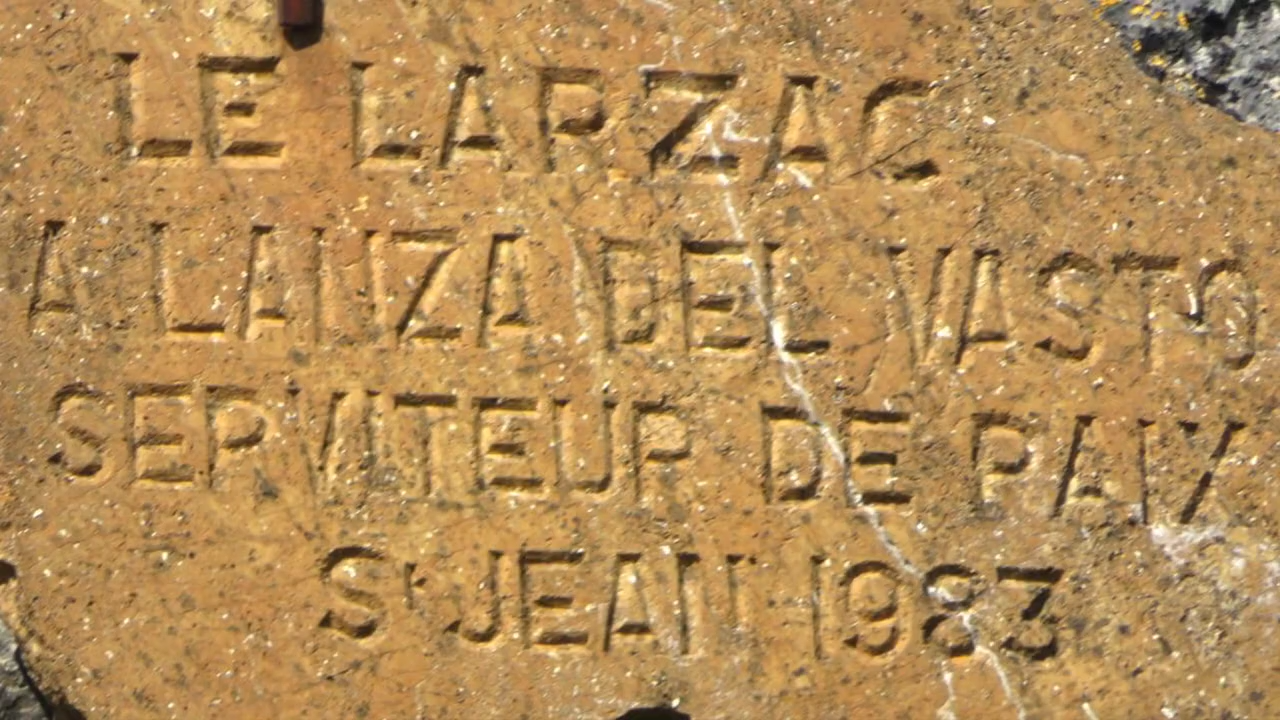 LE LARZAC
A LANZA DEL VASTO
SERVITEUR DE PAIX
ST JEAN 1983